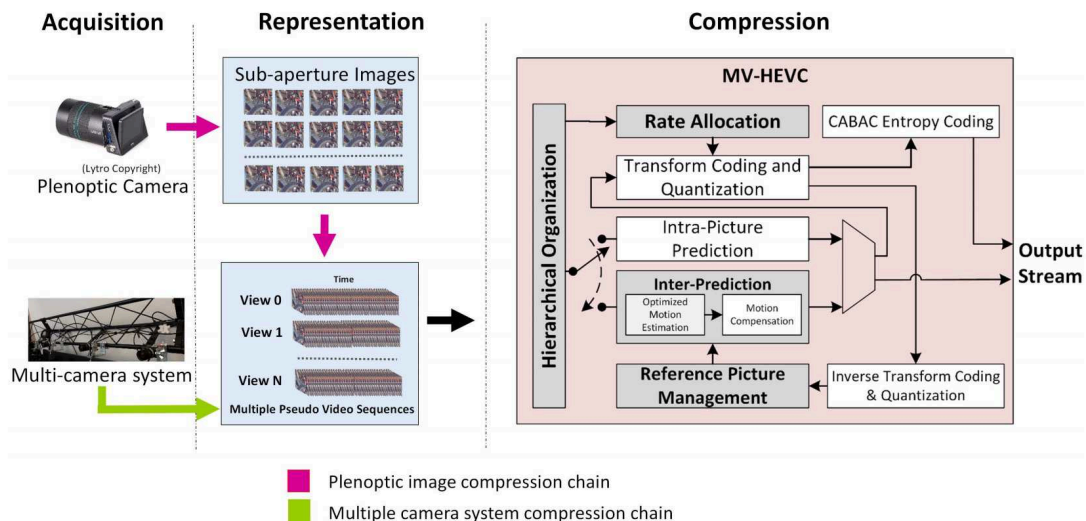 Acquisition
Representation
Compression
(Lytro Copyright)
Plenoptic Camera
Multi-camera system
Sub-aperture Images
Time
View 0
View 1
View N
Multiple Pseudo Video Sequences
MV-HEVC
Hierarchical Organization
Rate Allocation
CABAC Entropy Coding
Transform Coding and
Quantization
Intra-Picture
Prediction
Inter-Prediction
Optimized
Motion
Estimation
Motion
Compensation
Reference Picture
Management
Inverse Transform Coding
& Quantization
Output
Stream
Plenoptic image compression chain
Multiple camera system compression chain